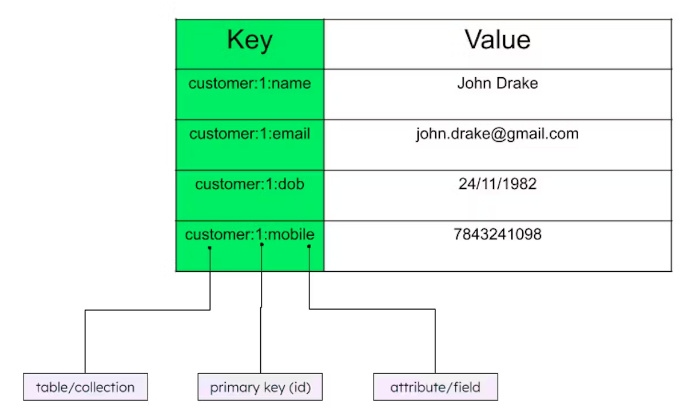 Key Value
customer:1:name John Drake
customer:1:email john.drake@gmail.com
customer:1:dob 24/11/1982
customer:1:mobile 7843241098
table/collection primary key (id) attribute/field